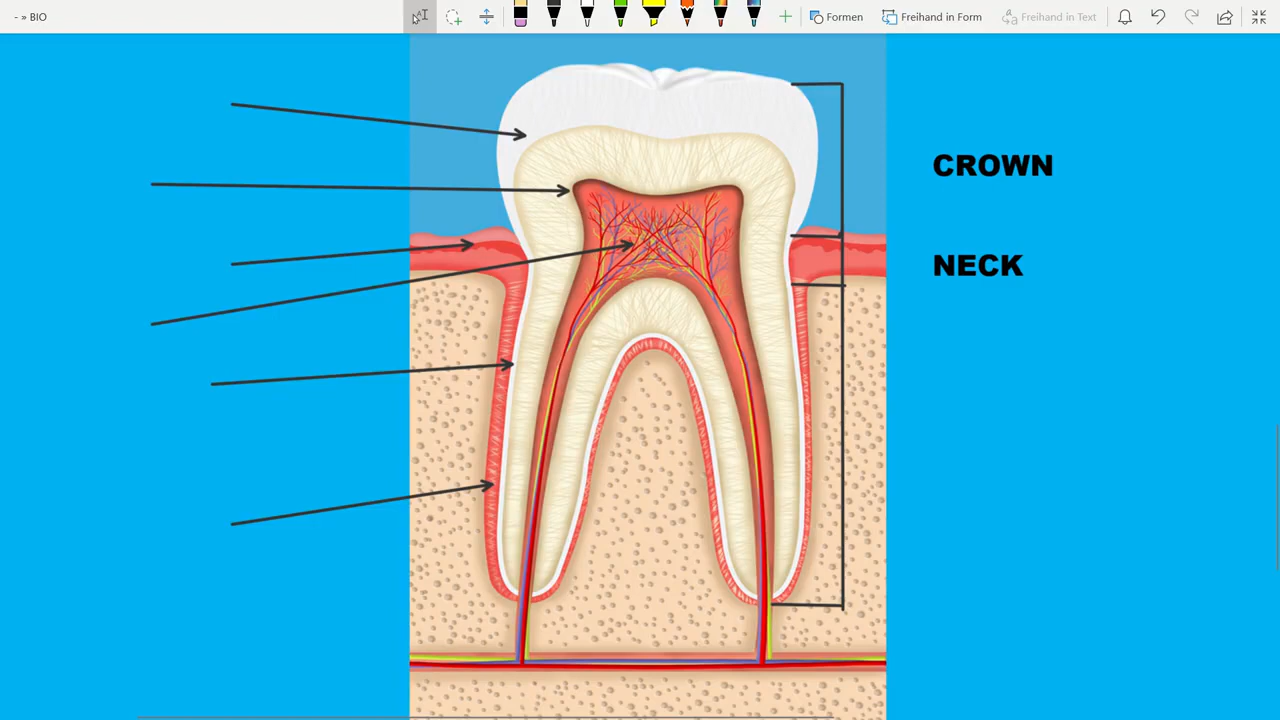 - » BIO
Formen
Freihand in Form
Freihand in Text
CROWN
NECK